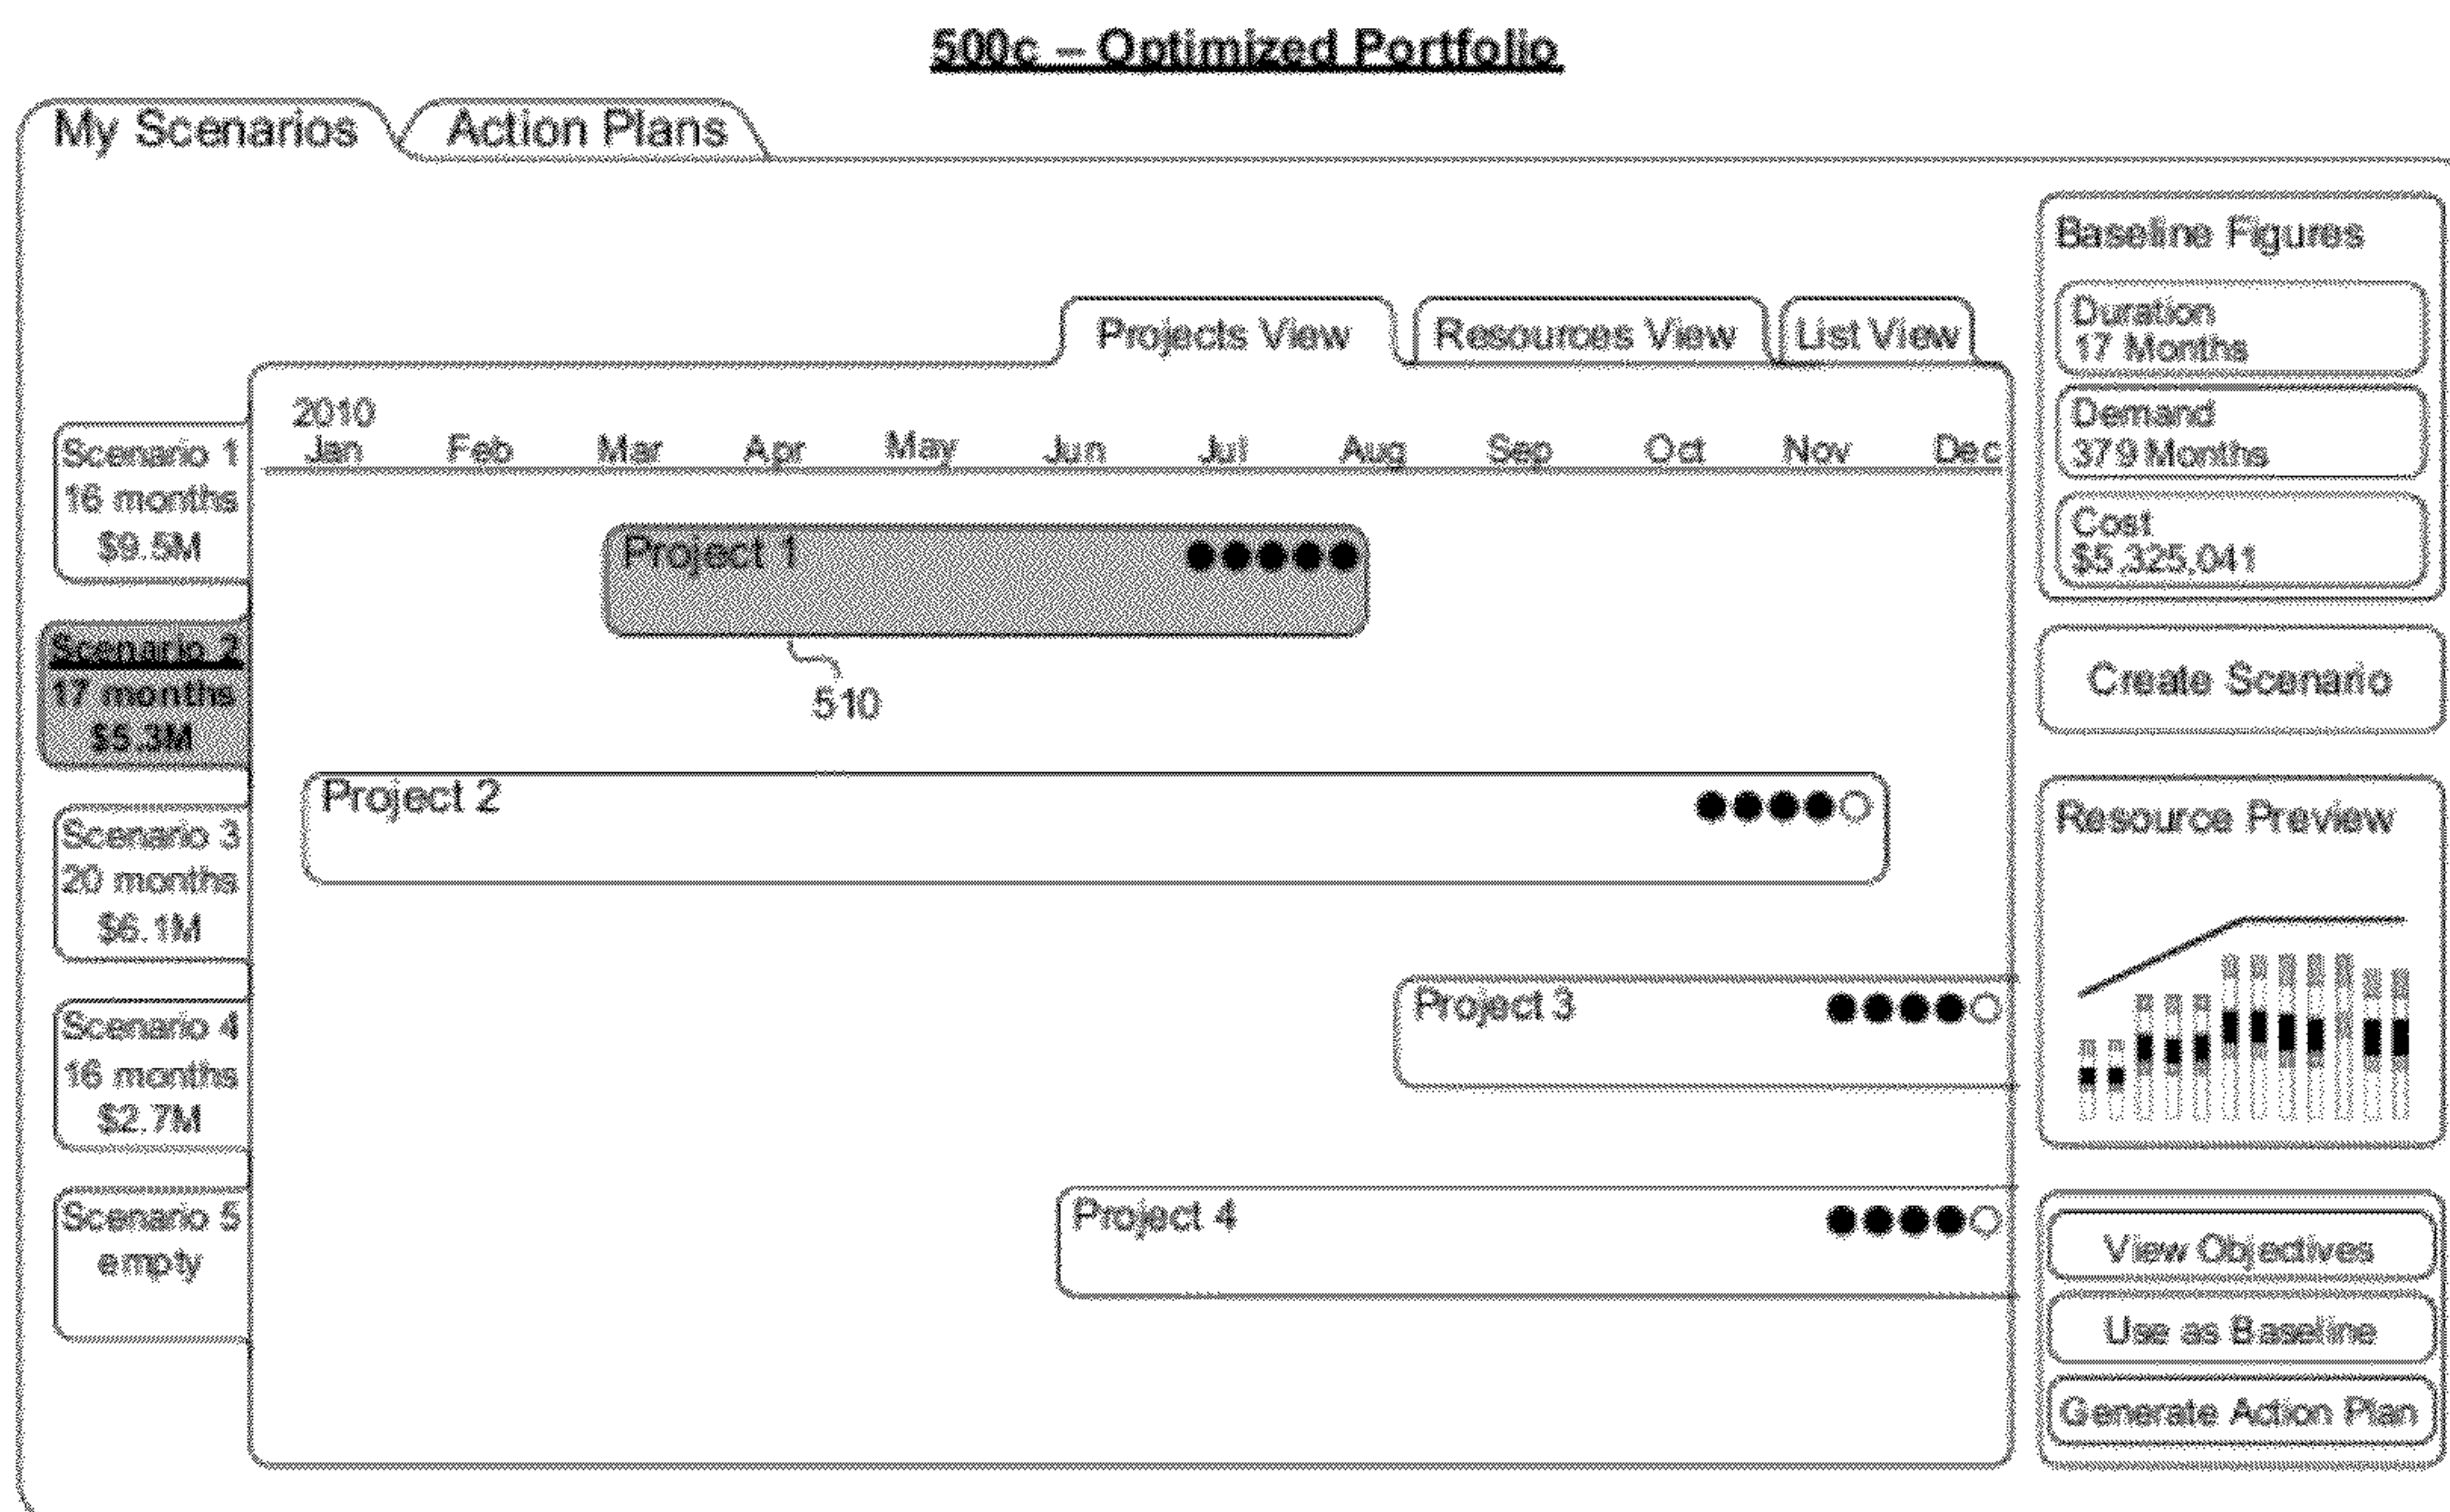 500c – Optimized Portfolio
My Scenarios
Action Plans
Projects View
Resources View
List View
2010
Jan Feb Mar Apr May Jun Jul Aug Sep Oct Nov Dec
Scenario 1
16 months
$9.5M
Scenario 2
17 months
$5.3M
Scenario 3
20 months
$6.1M
Scenario 4
16 months
$2.7M
Scenario 5
empty
Project 1
510
Project 2
Project 3
Project 4
Baseline Figures
Duration
17 Months
Demand
379 Months
Cost
$5,325,041
Create Scenario
Resource Preview
View Objectives
Use as Baseline
Generate Action Plan